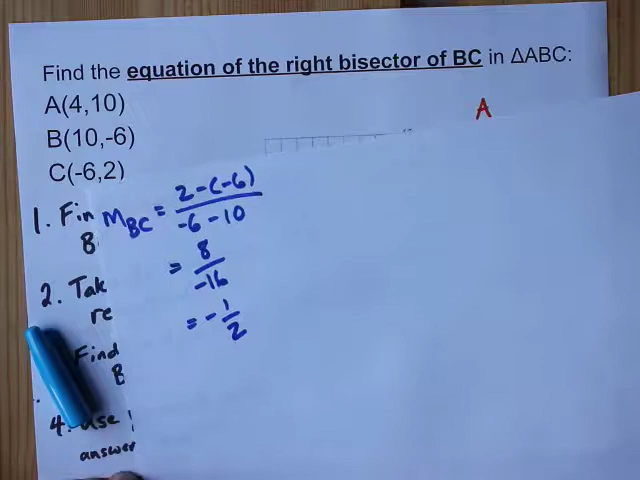 Find the equation of the right bisector of BC in ΔABC:
A(4,10)
A
B(10,-6)
C(-6,2)
1. Fin
B
2. Tak
re
Find
B
4. use
answer
M_BC = 2-(-6) / -6-10
= 8 / -16
= -1/2